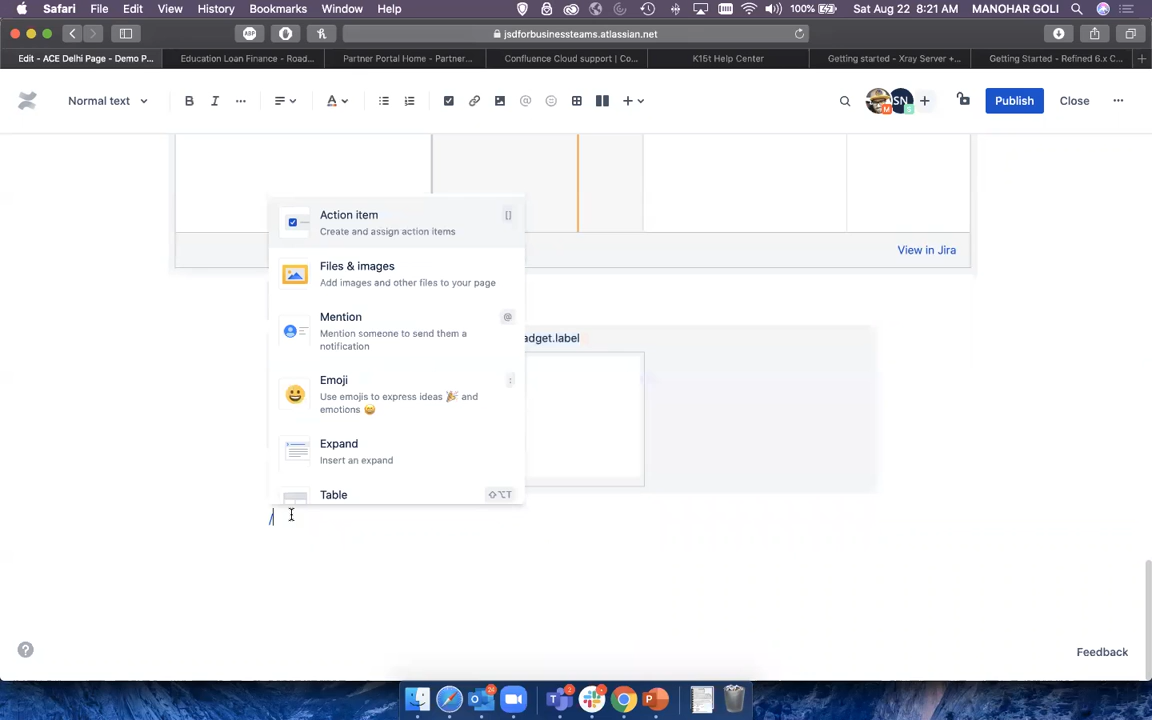 Safari File Edit View History Bookmarks Window Help 100% Sat Aug 22 8:21 AM MANOHAR GOLI
ABP jsdforbusinessteams.atlassian.net
Edit - ACE Delhi Page - Demo P... Education Loan Finance - Road... Partner Portal Home - Partner... Confluence Cloud support | Co... K15t Help Center Getting started - Xray Server +... Getting Started - Refined 6.x C...
Normal text B I A @ SN M S Publish Close
View in Jira
Action item []
Create and assign action items
Files & images
Add images and other files to your page
Mention @
Mention someone to send them a
notification
adget.label
Emoji :
Use emojis to express ideas 🎉 and
emotions 😄
Expand
Insert an expand
Table ⇧⌥T
/
Feedback